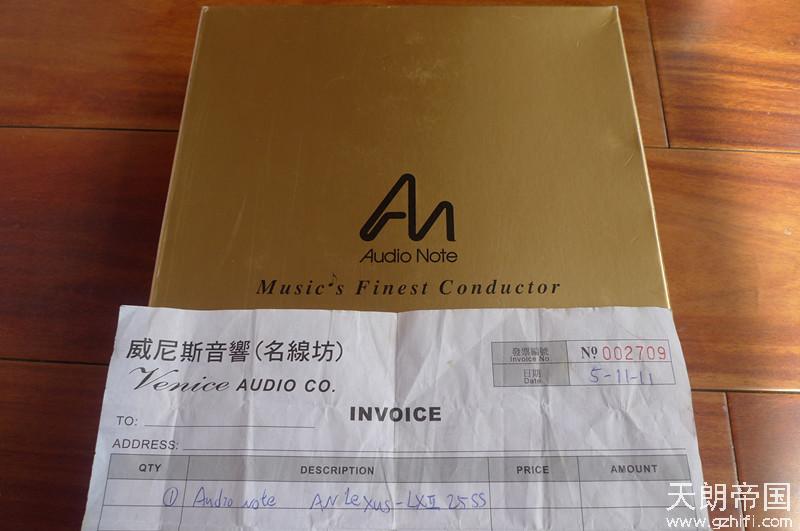 An
Audio Note
Music's Finest Conductor
威尼斯音響(名線坊)
Venice AUDIO CO.
發票編號
Invoice No.
Nº 002709
日期
Date
5-11-11
INVOICE
TO:
ADDRESS:
QTY DESCRIPTION PRICE AMOUNT
① Audio note AN Lexus-LXII 25SS
天朗帝国
www.gzhifi.com